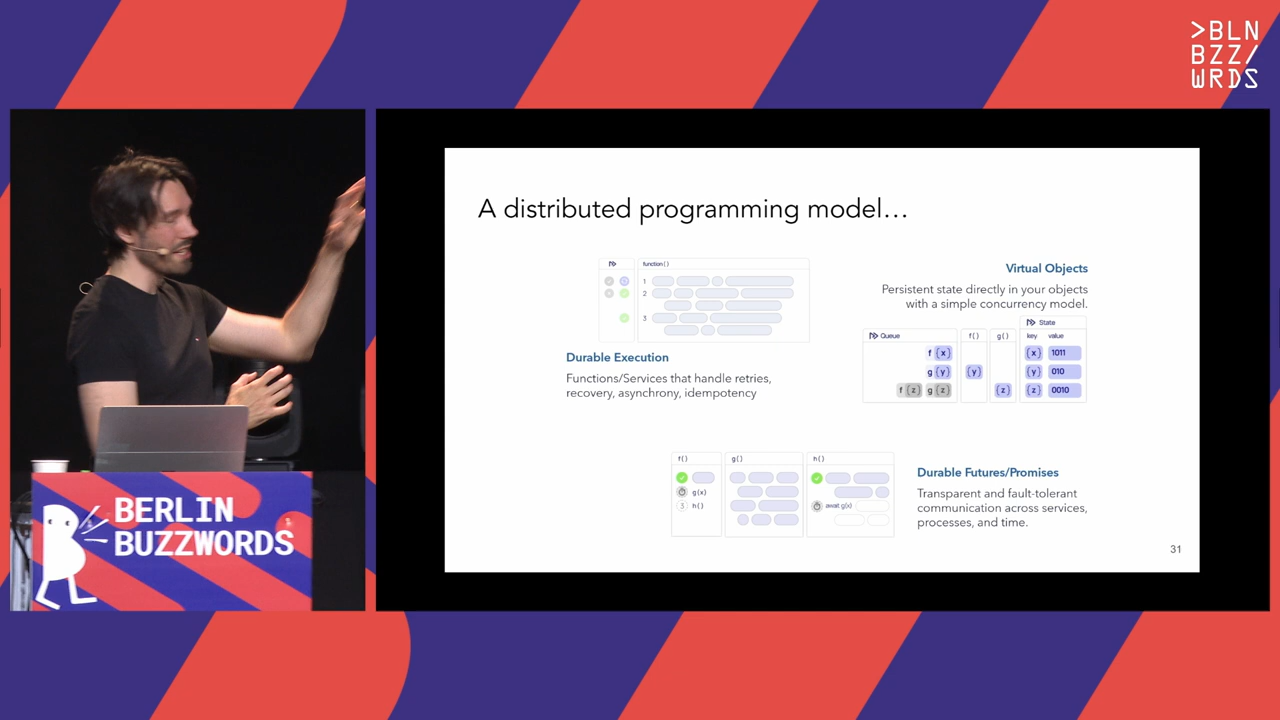 >BLN
BZZ/
WRDS
A distributed programming model...
function()
1
2
3
Durable Execution
Functions/Services that handle retries,
recovery, asynchrony, idempotency
Virtual Objects
Persistent state directly in your objects
with a simple concurrency model.
Queue
f()
g()
State
key value
f {x}
{x} 1011
g {y}
{y}
{y} 010
f {z} g {z}
{z}
{z} 0010
f()
g(x)
3 h()
g()
h()
await g(x)
Durable Futures/Promises
Transparent and fault-tolerant
communication across services,
processes, and time.
31
BERLIN
BUZZWORDS